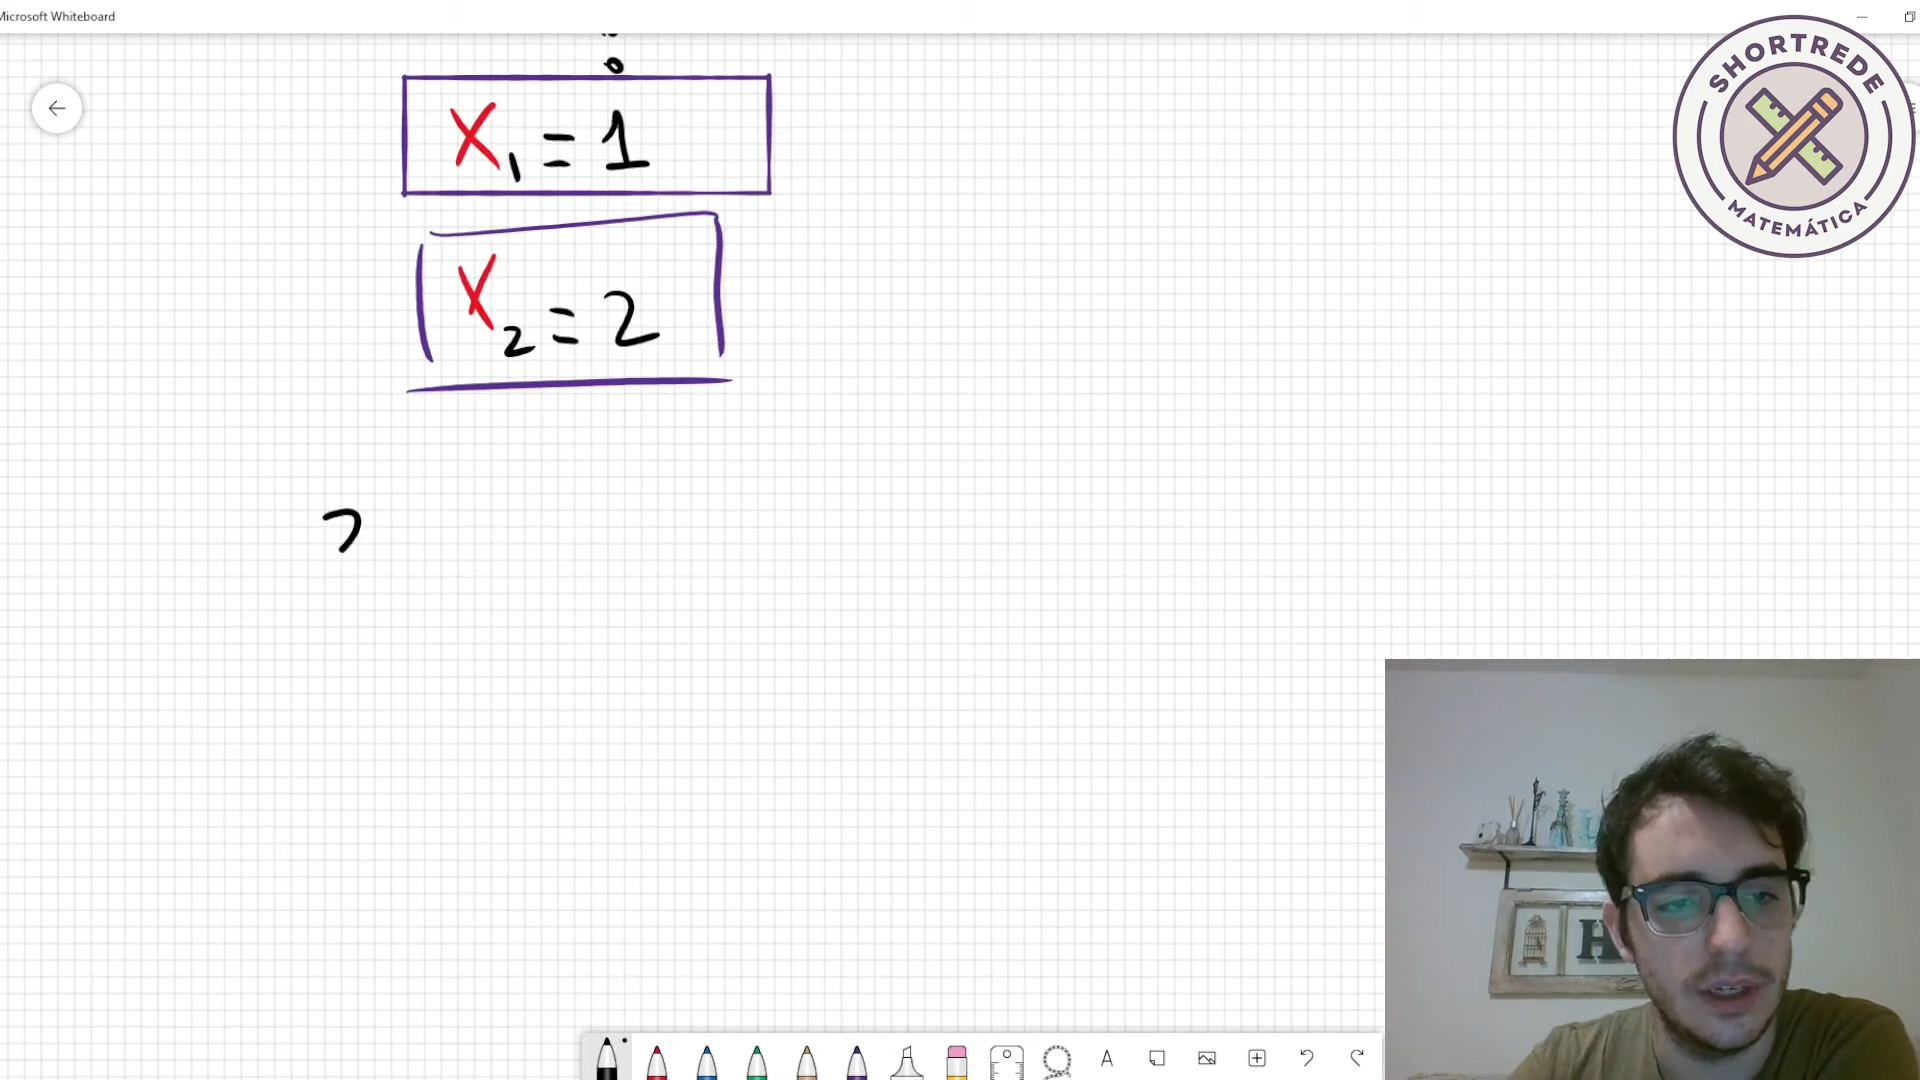 Microsoft Whiteboard
SHORTREDE
MATEMÁTICA
X₁ = 1
X₂ = 2
H